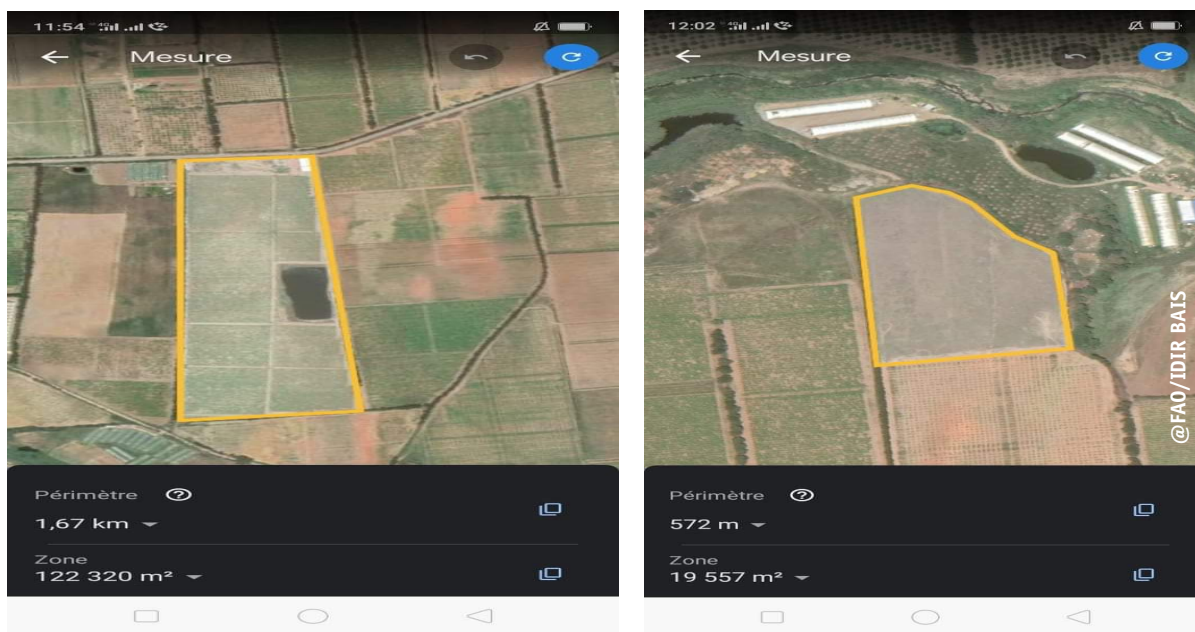 11:54
Mesure
Périmètre
1,67 km
Zone
122 320 m²
12:02
Mesure
Périmètre
572 m
Zone
19 557 m²
@FAO/IDIR BAIS